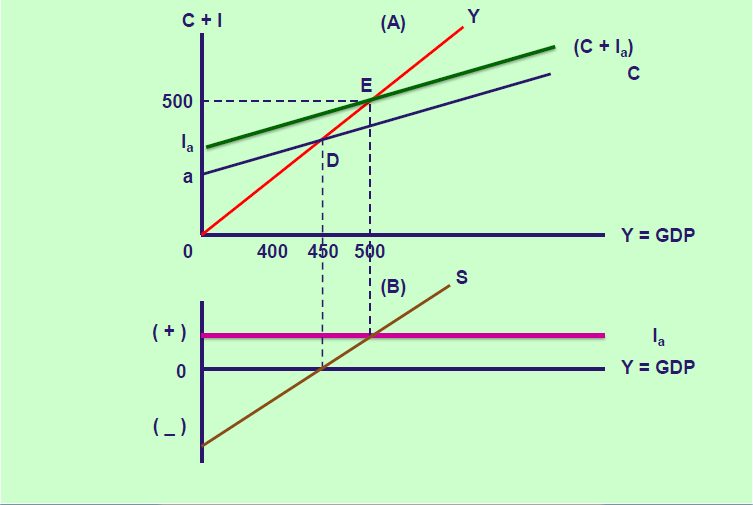 C + I
(A)
Y
(C + Ia)
C
E
500
Ia
D
a
Y = GDP
0
400
450
500
(B)
S
( + )
Ia
0
Y = GDP
( _ )